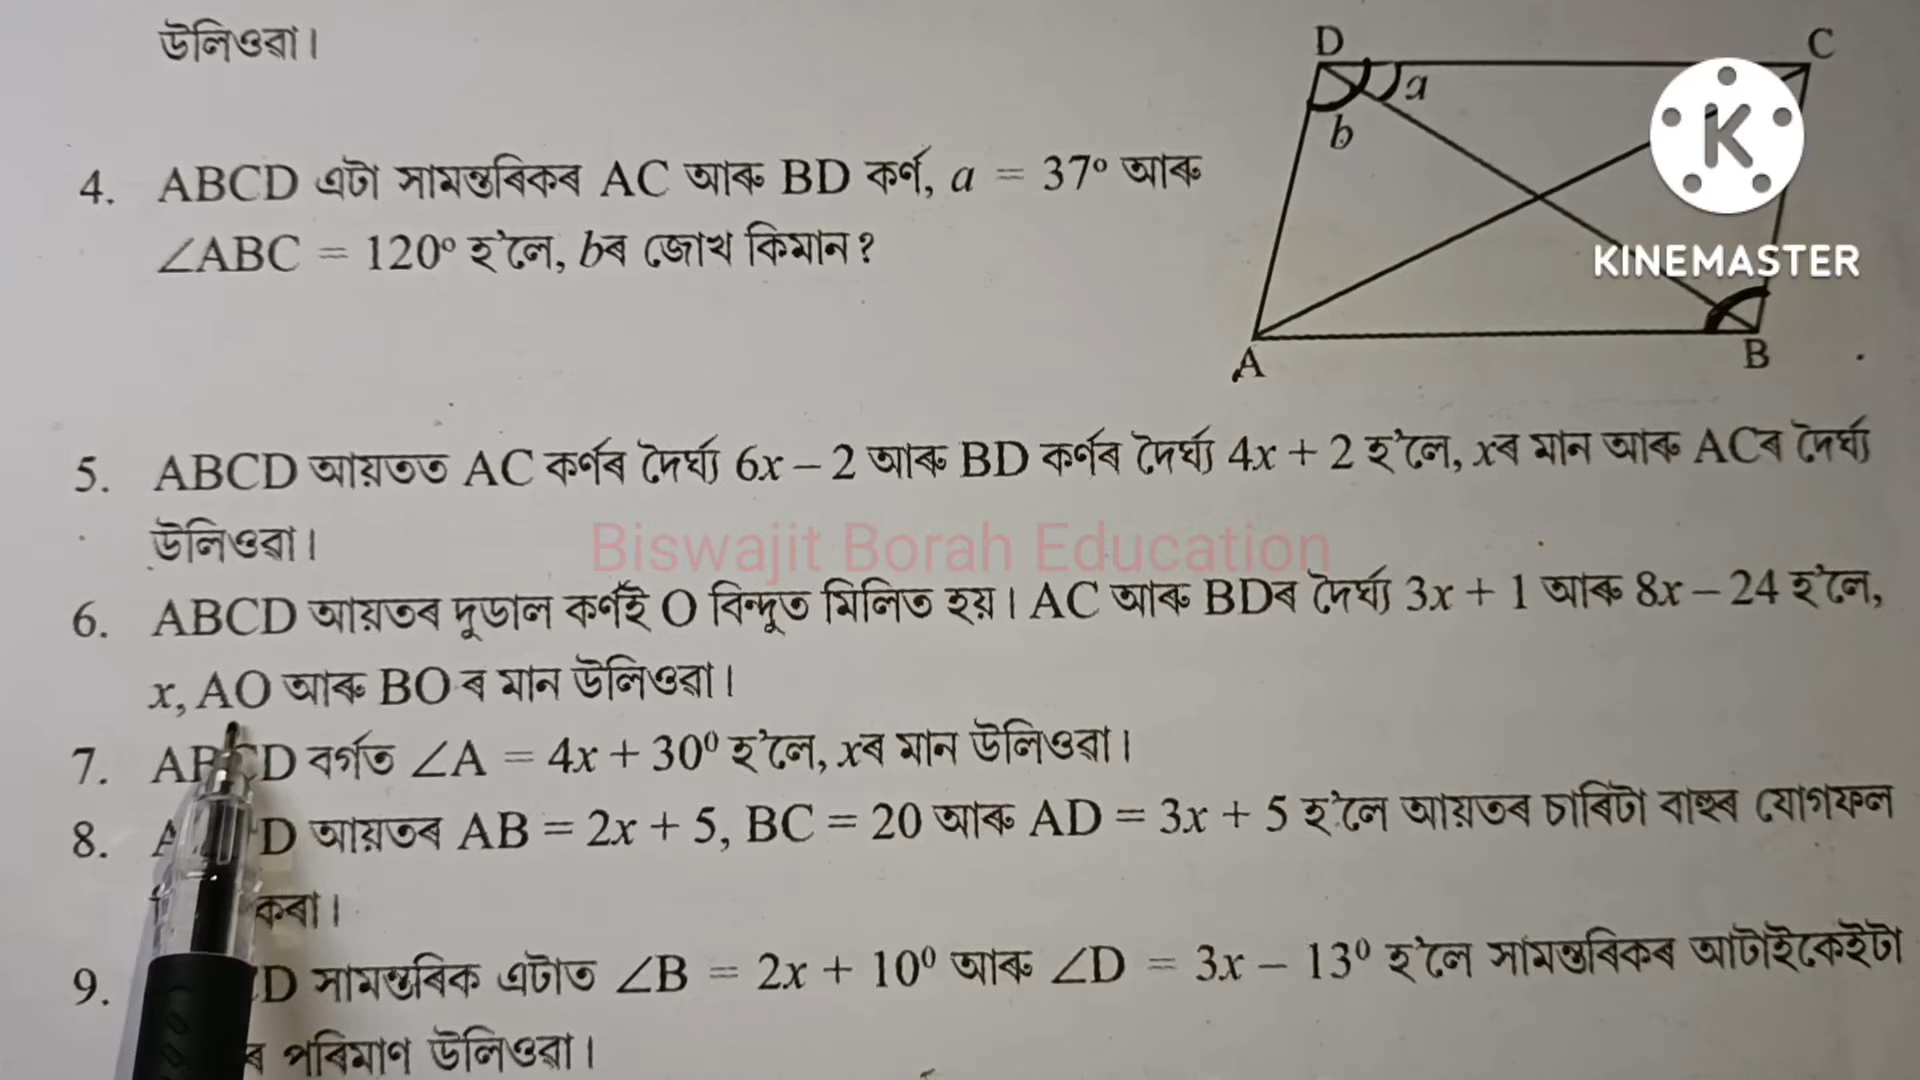 উলিওৱা।
D C
a
b
A B
K
KINEMASTER
4. ABCD এটা সামন্তৰিকৰ AC আৰু BD কৰ্ণ, a = 37° আৰু
∠ABC = 120° হ’লে, bৰ জোখ কিমান?
5. ABCD আয়তত AC কৰ্ণৰ দৈৰ্ঘ্য 6x – 2 আৰু BD কৰ্ণৰ দৈৰ্ঘ্য 4x + 2 হ’লে, xৰ মান আৰু ACৰ দৈৰ্ঘ্য
উলিওৱা।
Biswajit Borah Education
6. ABCD আয়তৰ দুডাল কৰ্ণই O বিন্দুত মিলিত হয়। AC আৰু BDৰ দৈৰ্ঘ্য 3x + 1 আৰু 8x – 24 হ’লে,
x, AO আৰু BO ৰ মান উলিওৱা।
7. ABCD বৰ্গত ∠A = 4x + 30⁰ হ’লে, xৰ মান উলিওৱা।
8. D আয়তৰ AB = 2x + 5, BC = 20 আৰু AD = 3x + 5 হ’লে আয়তৰ চাৰিটা বাহুৰ যোগফল
কৰা।
9. D সামন্তৰিক এটাত ∠B = 2x + 10⁰ আৰু ∠D = 3x – 13⁰ হ’লে সামন্তৰিকৰ আটাইকেইটা
ৰ পৰিমাণ উলিওৱা।